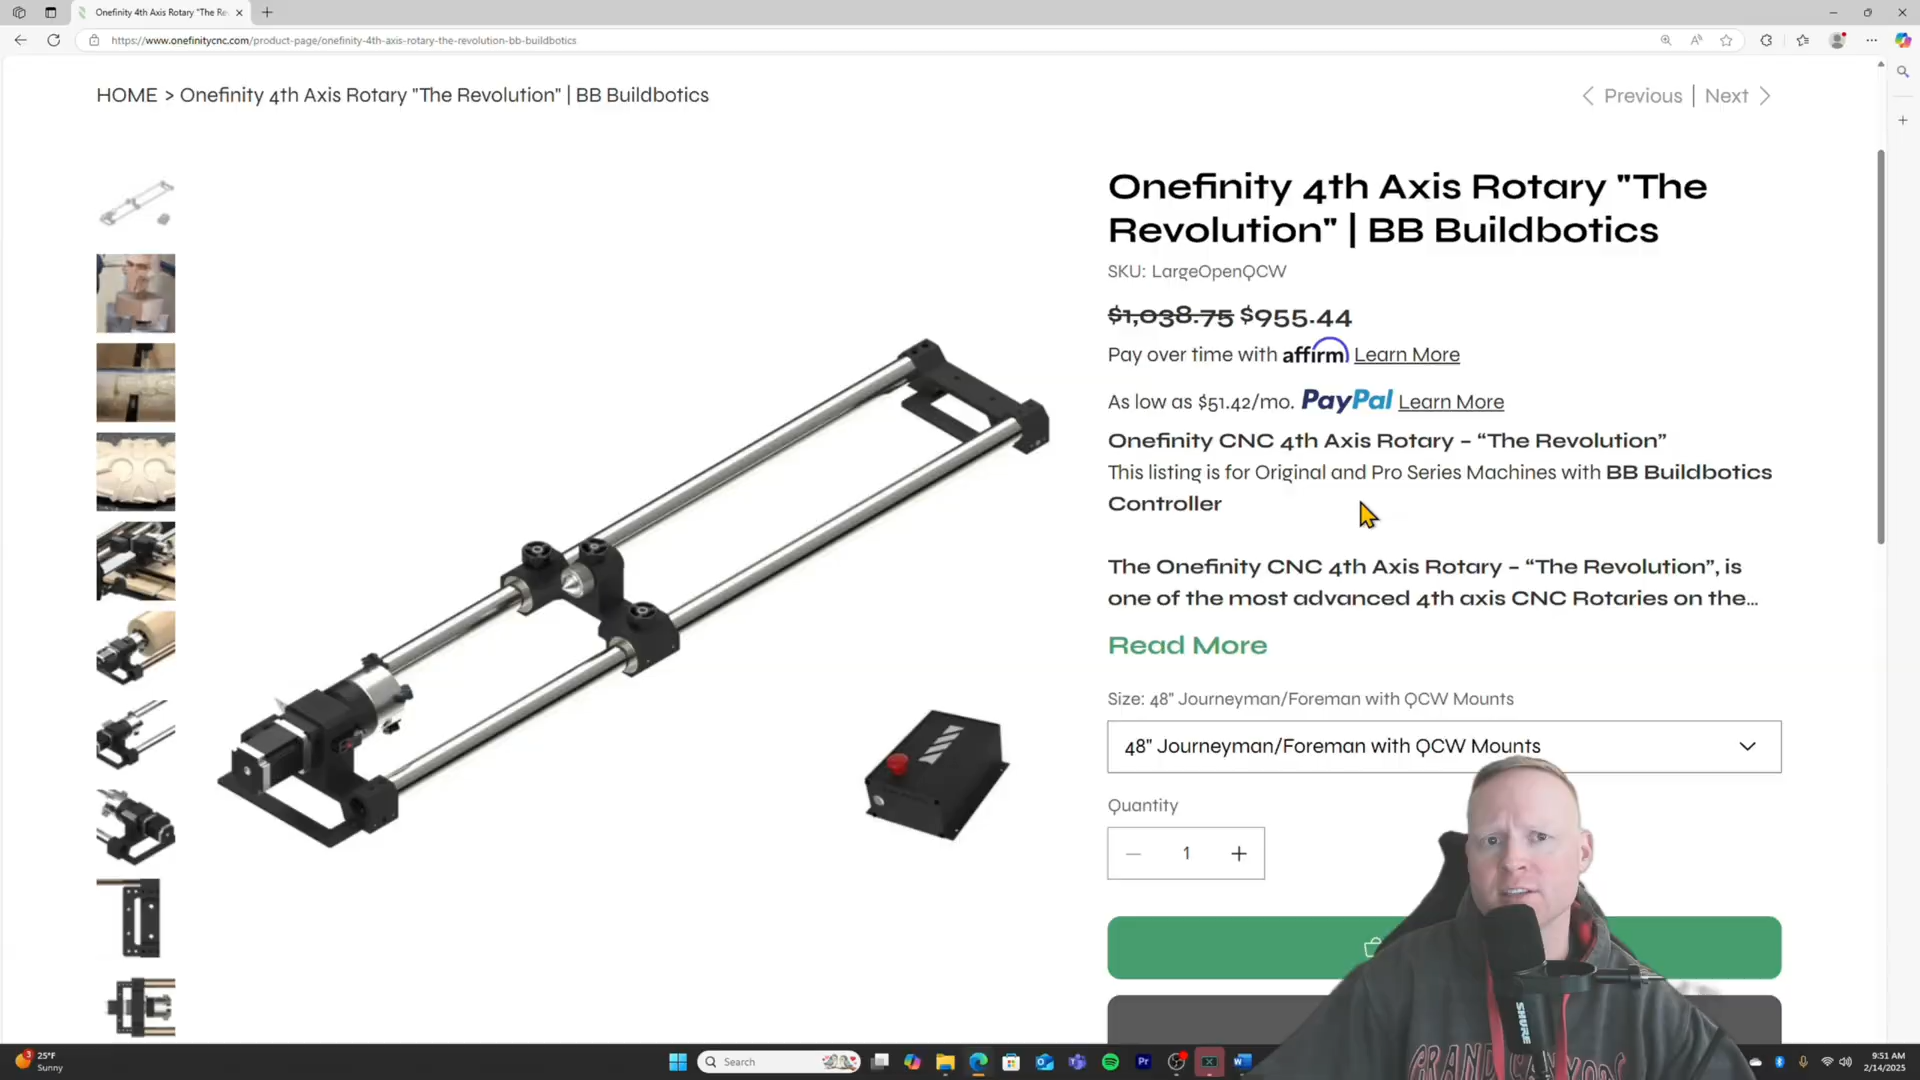 Onefinity 4th Axis Rotary "The Re
https://www.onefinitycnc.com/product-page/onefinity-4th-axis-rotary-the-revolution-bb-buildbotics
HOME > Onefinity 4th Axis Rotary "The Revolution" | BB Buildbotics
Previous | Next
Onefinity 4th Axis Rotary "The
Revolution" | BB Buildbotics
SKU: LargeOpenQCW
$1,038.75 $955.44
Pay over time with affirm Learn More
As low as $51.42/mo. PayPal Learn More
Onefinity CNC 4th Axis Rotary – “The Revolution”
This listing is for Original and Pro Series Machines with BB Buildbotics
Controller
The Onefinity CNC 4th Axis Rotary – “The Revolution”, is
one of the most advanced 4th axis CNC Rotaries on the...
Read More
Size: 48" Journeyman/Foreman with QCW Mounts
48" Journeyman/Foreman with QCW Mounts
Quantity
1
SHURE
GRAND CANYON
3
25°F
Sunny
Search
Pr
9:51 AM
2/14/2025